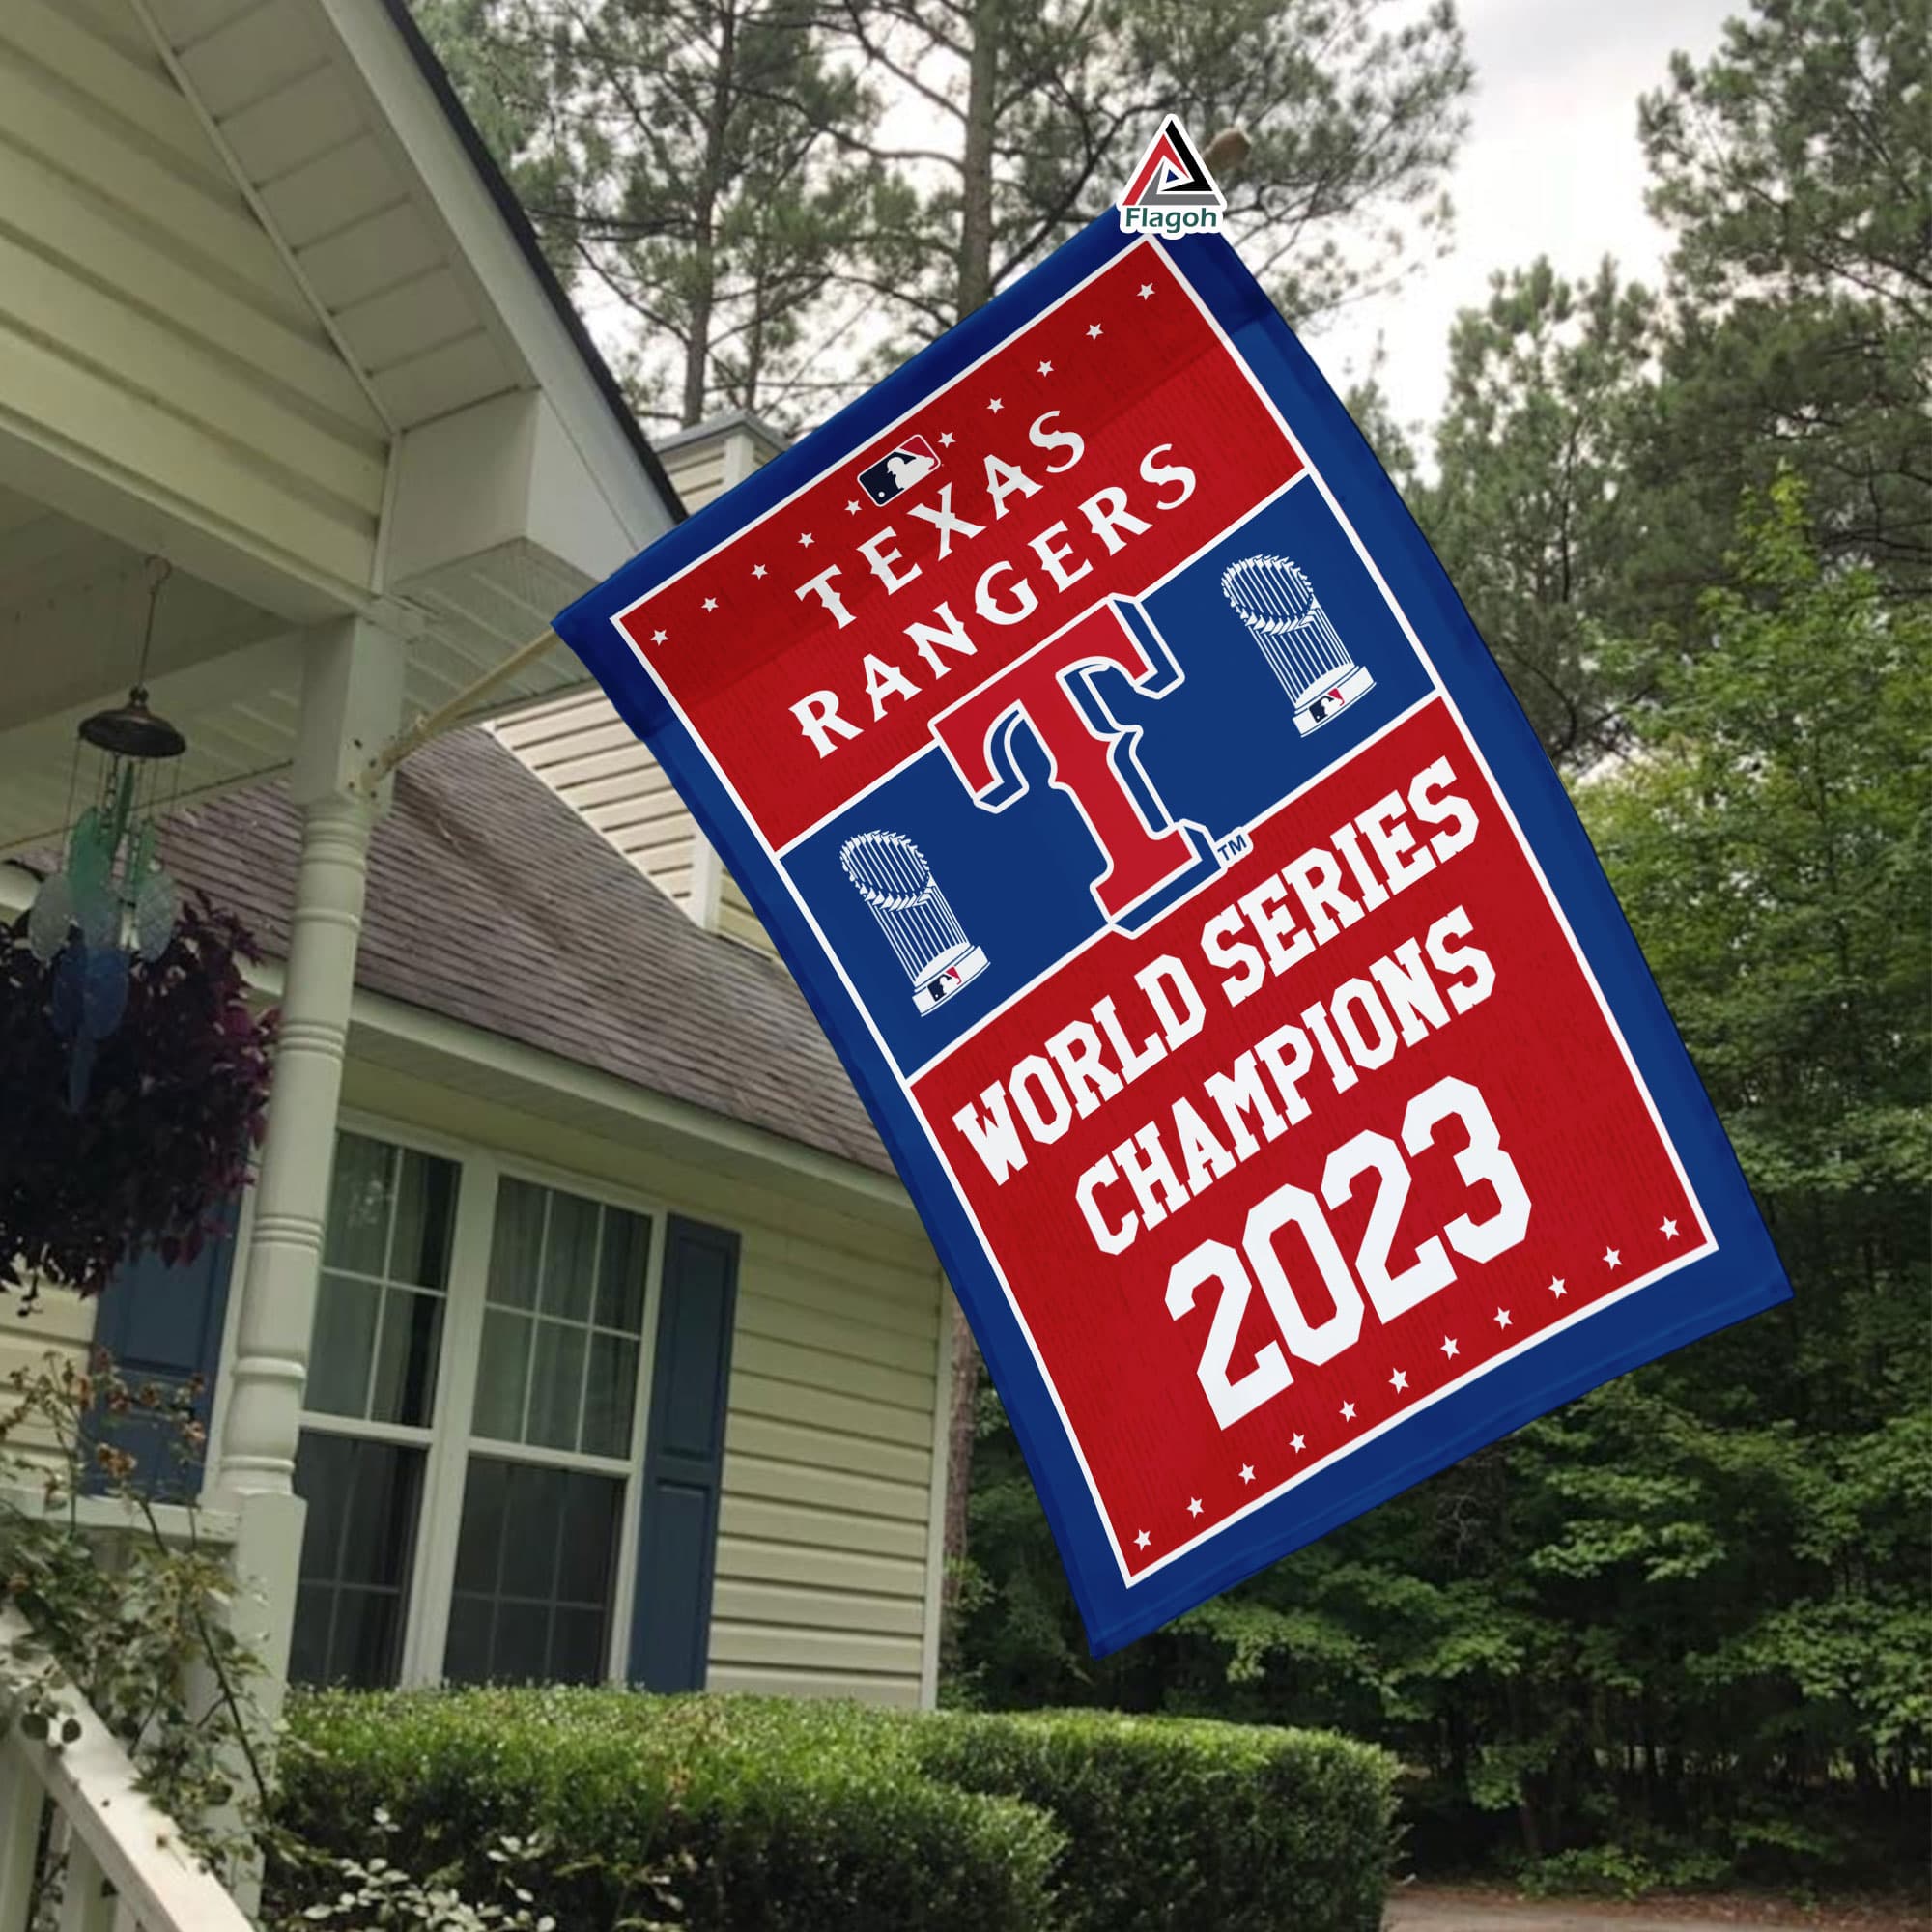 Flagoh
TEXAS
RANGERS
TM
WORLD SERIES
CHAMPIONS
2023